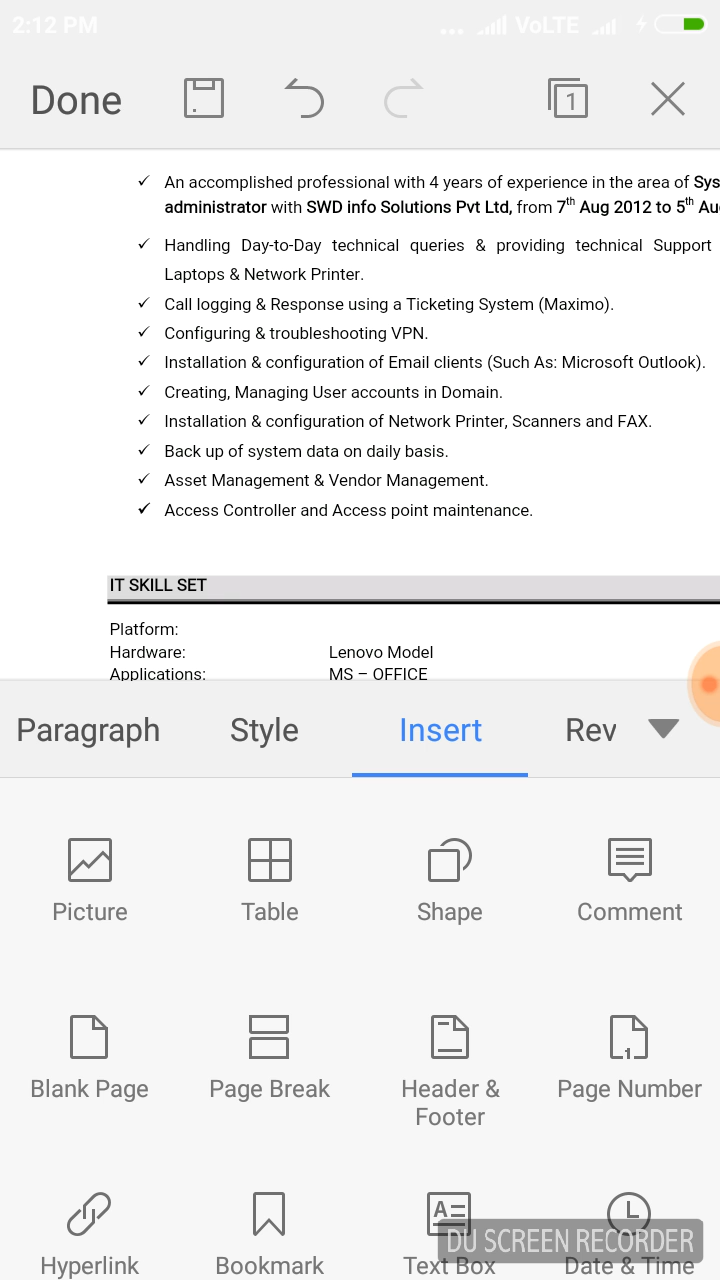 2:12 PM
VoLTE
Done
1
An accomplished professional with 4 years of experience in the area of Sys
administrator with SWD info Solutions Pvt Ltd, from 7th Aug 2012 to 5th Au
Handling Day-to-Day technical queries & providing technical Support
Laptops & Network Printer.
Call logging & Response using a Ticketing System (Maximo).
Configuring & troubleshooting VPN.
Installation & configuration of Email clients (Such As: Microsoft Outlook).
Creating, Managing User accounts in Domain.
Installation & configuration of Network Printer, Scanners and FAX.
Back up of system data on daily basis.
Asset Management & Vendor Management.
Access Controller and Access point maintenance.
IT SKILL SET
Platform:
Hardware: Lenovo Model
Applications: MS – OFFICE
Paragraph Style Insert Rev
Picture Table Shape Comment
Blank Page Page Break Header & Footer Page Number
Hyperlink Bookmark Text Box Date & Time
DU SCREEN RECORDER